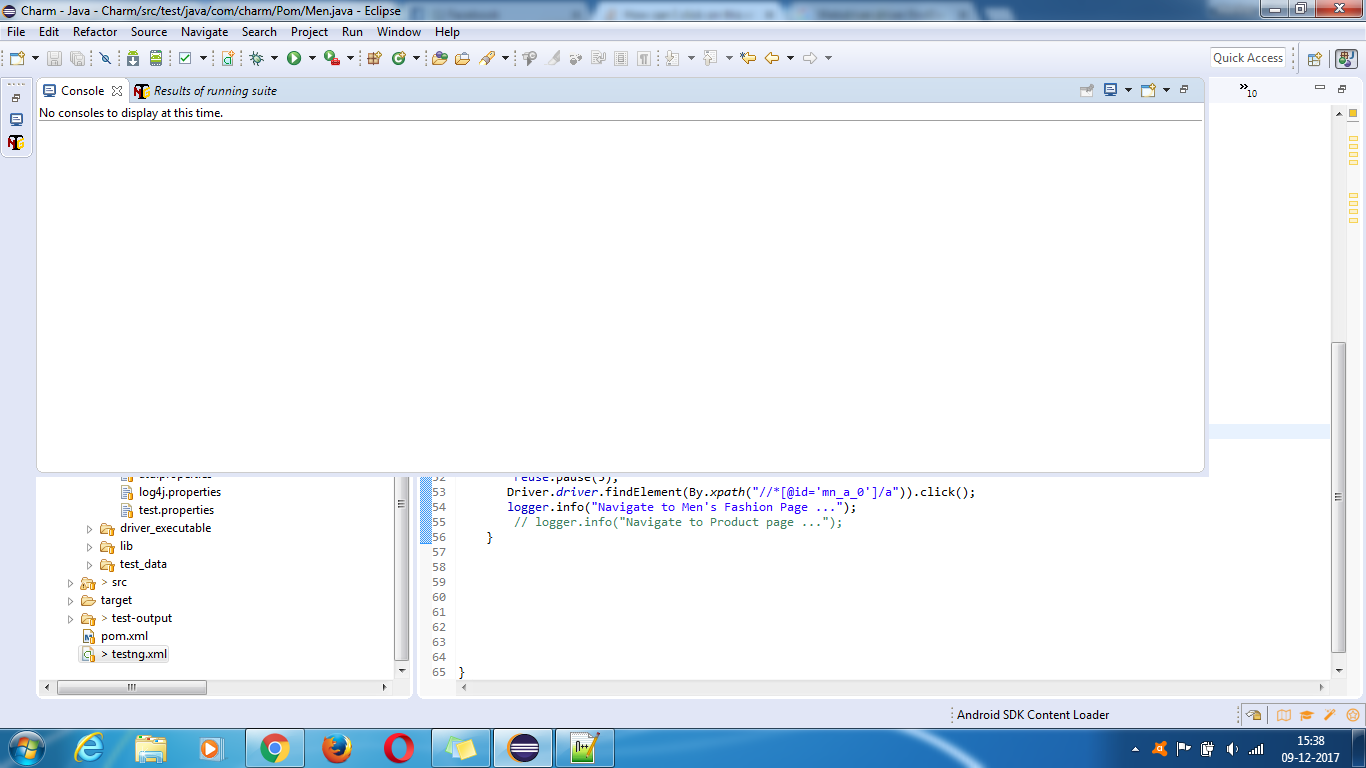 Charm - Java - Charm/src/test/java/com/charm/Pom/Men.java - Eclipse
File Edit Refactor Source Navigate Search Project Run Window Help
Quick Access
Console Results of running suite
»10
No consoles to display at this time.
log4j.properties
test.properties
driver_executable
lib
test_data
> src
target
> test-output
pom.xml
> testng.xml
52 reuse.pause(5);
53 Driver.driver.findElement(By.xpath("//*[@id='mn_a_0']/a")).click();
54 logger.info("Navigate to Men's Fashion Page ...");
55 // logger.info("Navigate to Product page ...");
56 }
57
58
59
60
61
62
63
64
65 }
Android SDK Content Loader
15:38
09-12-2017